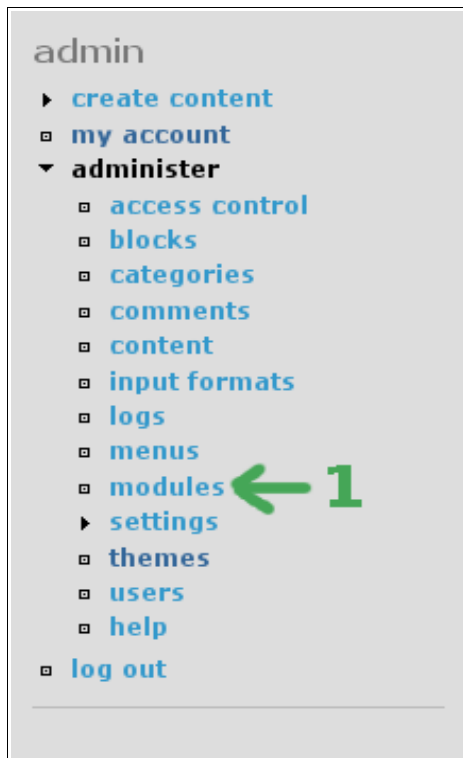 admin
create content
my account
administer
access control
blocks
categories
comments
content
input formats
logs
menus
modules 1
settings
themes
users
help
log out